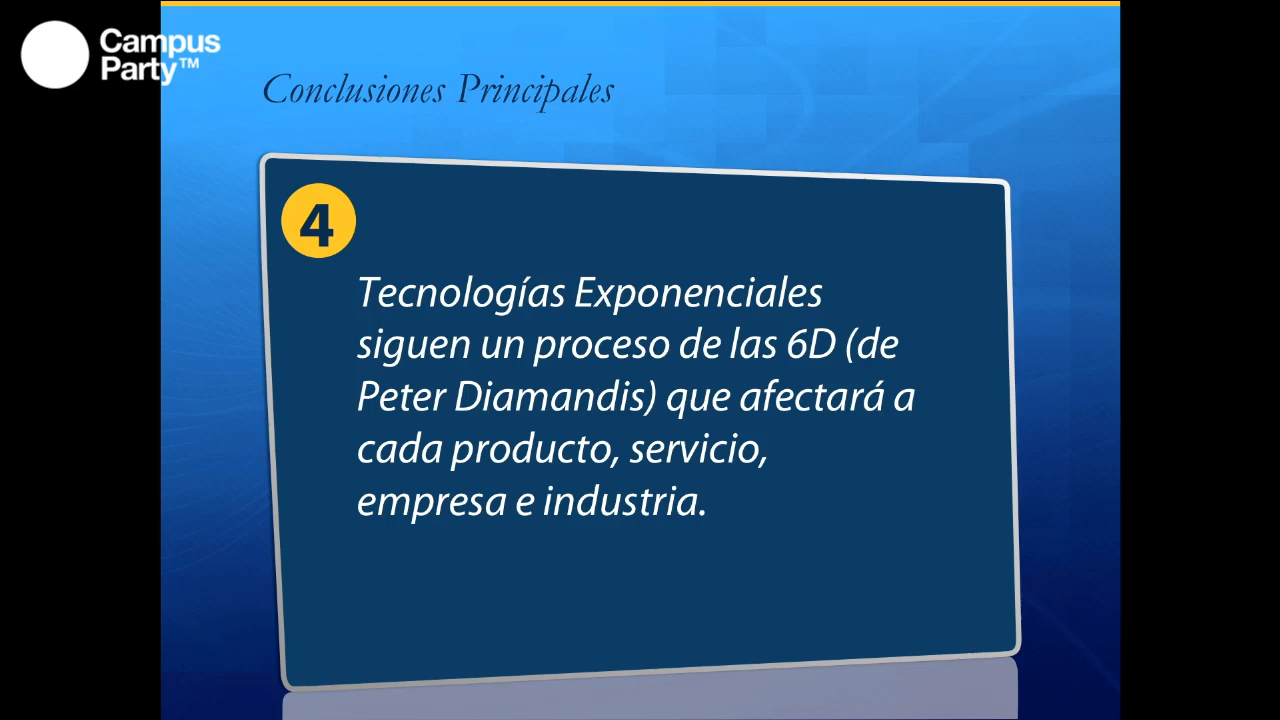 Campus
Party™
Conclusiones Principales
4
Tecnologías Exponenciales
siguen un proceso de las 6D (de
Peter Diamandis) que afectará a
cada producto, servicio,
empresa e industria.